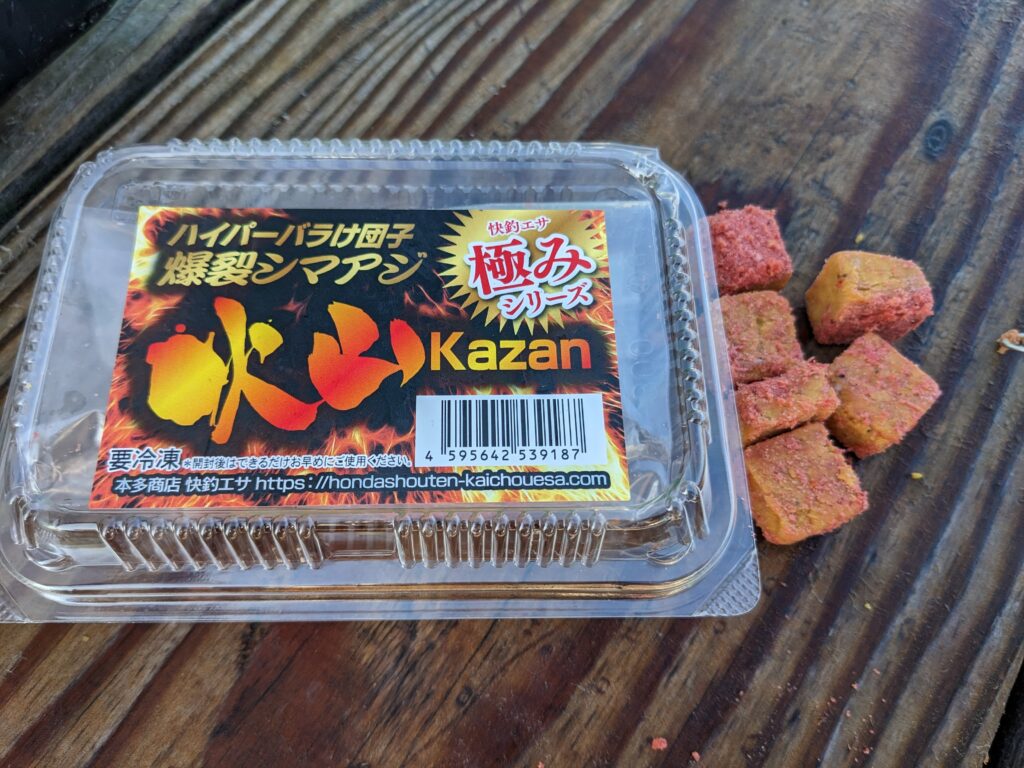 ハイパーバラけ団子
爆裂シマアジ
快釣エサ
極み
シリーズ
火山 Kazan
4 595642 539187
要冷凍 *開封後はできるだけお早めにご使用ください。
本多商店 快釣エサ https://hondashouten-kaichouesa.com